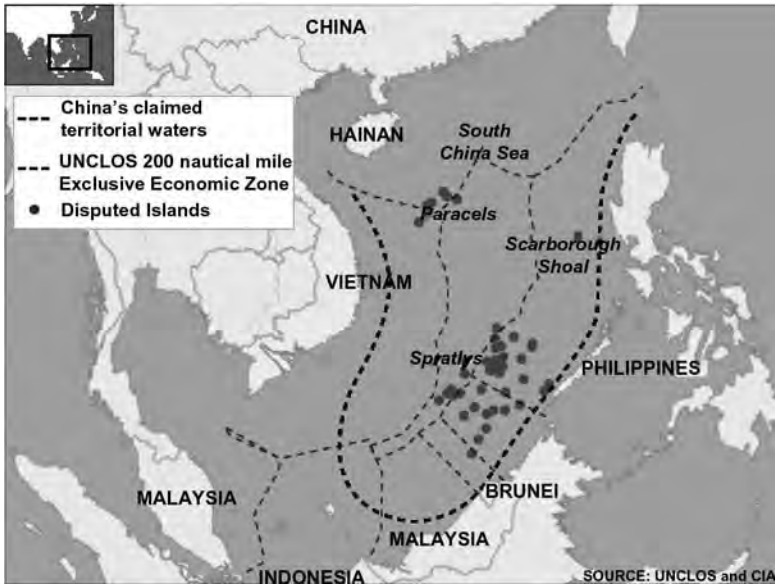 CHINA
China's claimed
territorial waters
UNCLOS 200 nautical mile
Exclusive Economic Zone
Disputed Islands
HAINAN
South
China Sea
Paracels
Scarborough
Shoal
VIETNAM
Spratlys
PHILIPPINES
MALAYSIA
BRUNEI
MALAYSIA
INDONESIA
SOURCE: UNCLOS and CIA